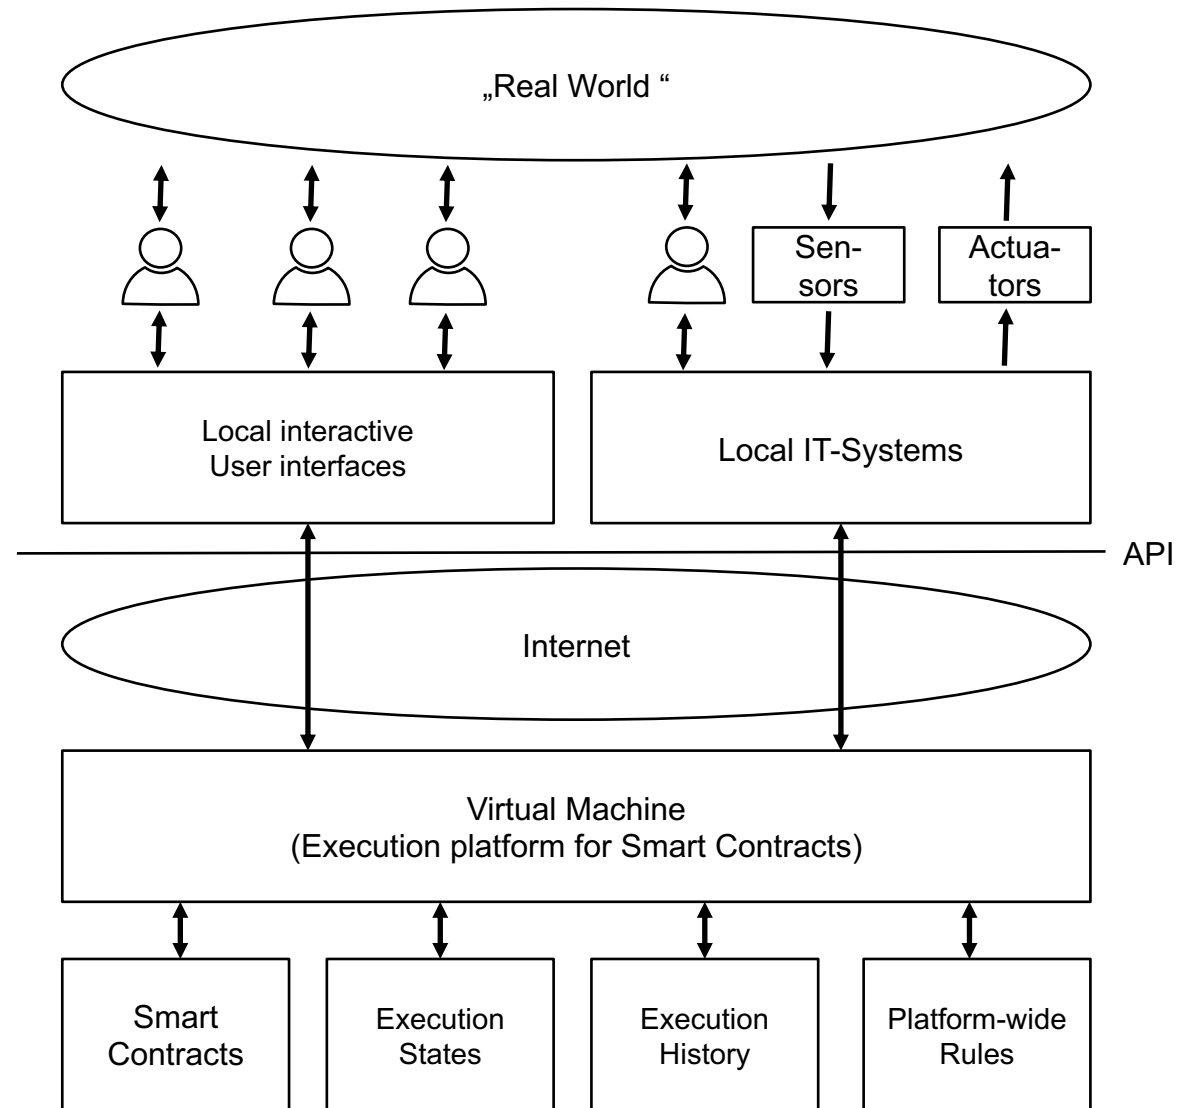 „Real World “
Sen-
sors
Actua-
tors
Local interactive
User interfaces
Local IT-Systems
API
Internet
Virtual Machine
(Execution platform for Smart Contracts)
Smart
Contracts
Execution
States
Execution
History
Platform-wide
Rules